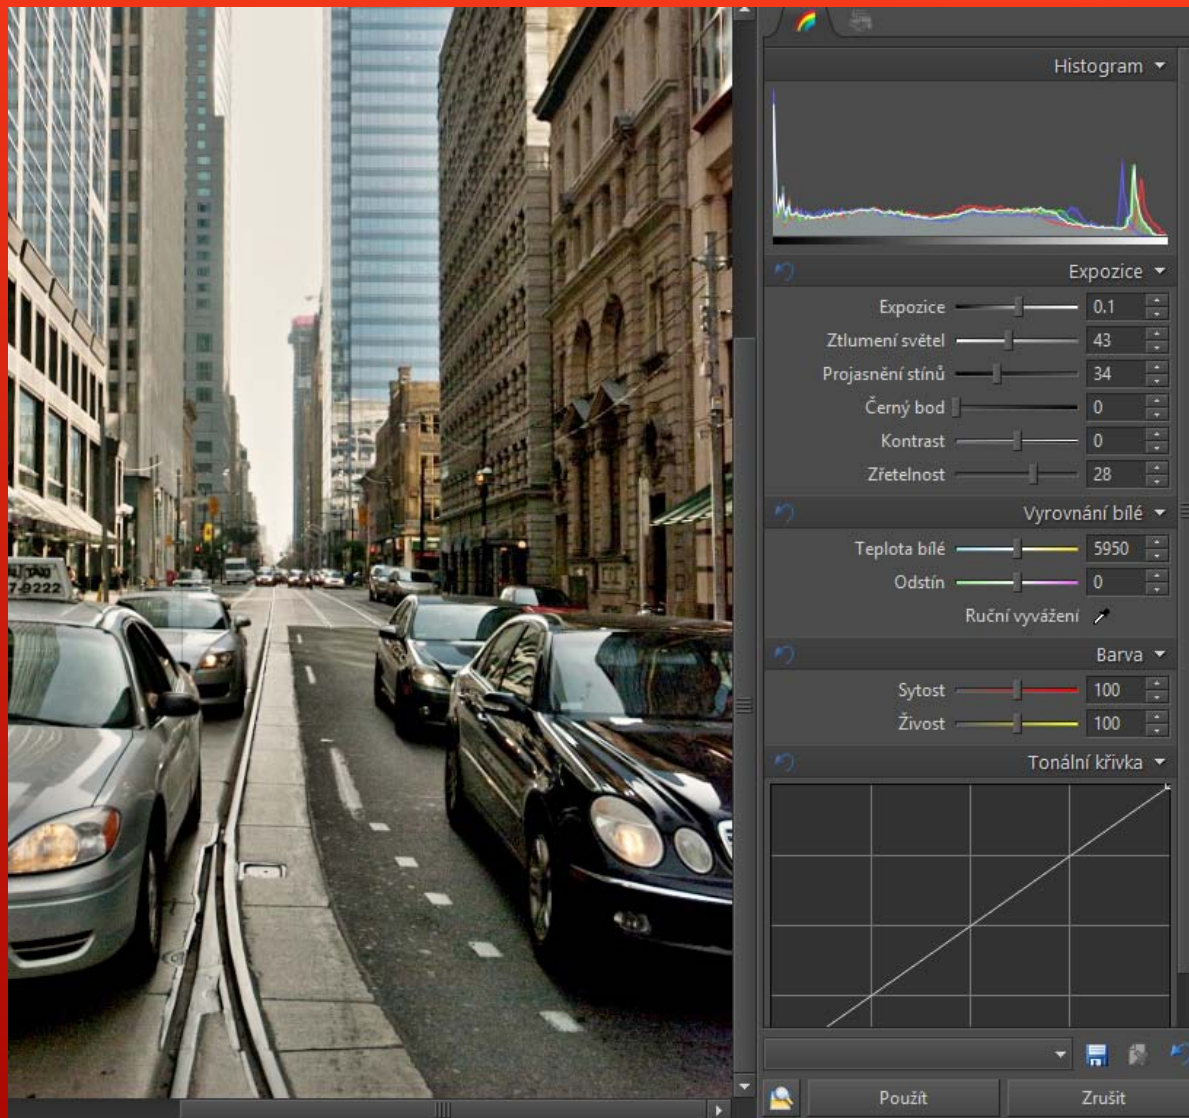 Histogram
Expozice
Expozice 0.1
Ztlumení světel 43
Projasnění stínů 34
Černý bod 0
Kontrast 0
Zřetelnost 28
Vyrovnání bílé
Teplota bílé 5950
Odstín 0
Ruční vyvážení
Barva
Sytost 100
Živost 100
Tonální křivka
Použít Zrušit
7-9222